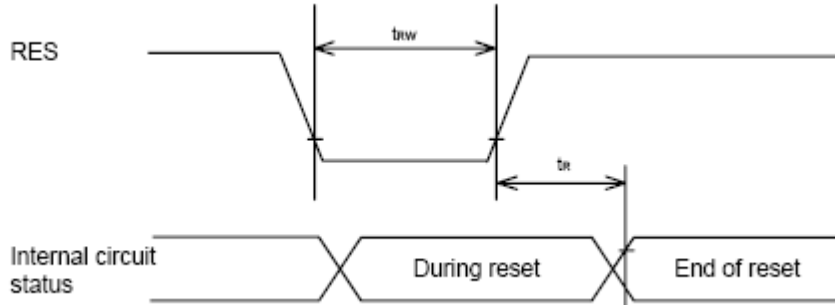 tRW
RES
tR
Internal circuit
status
During reset
End of reset